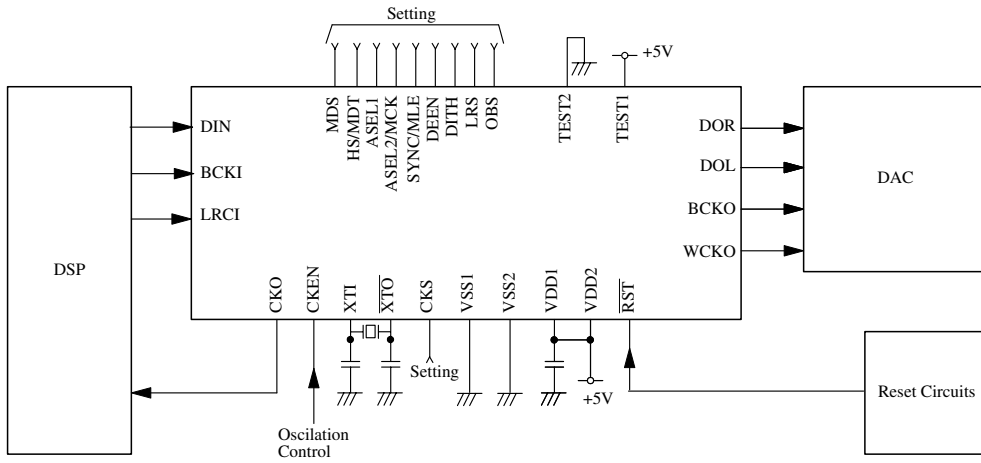 Setting
+5V
MDS
HS/MDT
ASEL1
ASEL2/MCK
SYNC/MLE
DEEN
DITH
LRS
OBS
TEST2
TEST1
DIN
BCKI
LRCI
DOR
DOL
BCKO
WCKO
DSP
DAC
CKO
CKEN
XTI
XTO
CKS
VSS1
VSS2
VDD1
VDD2
RST
Setting
+5V
Reset Circuits
Oscilation
Control